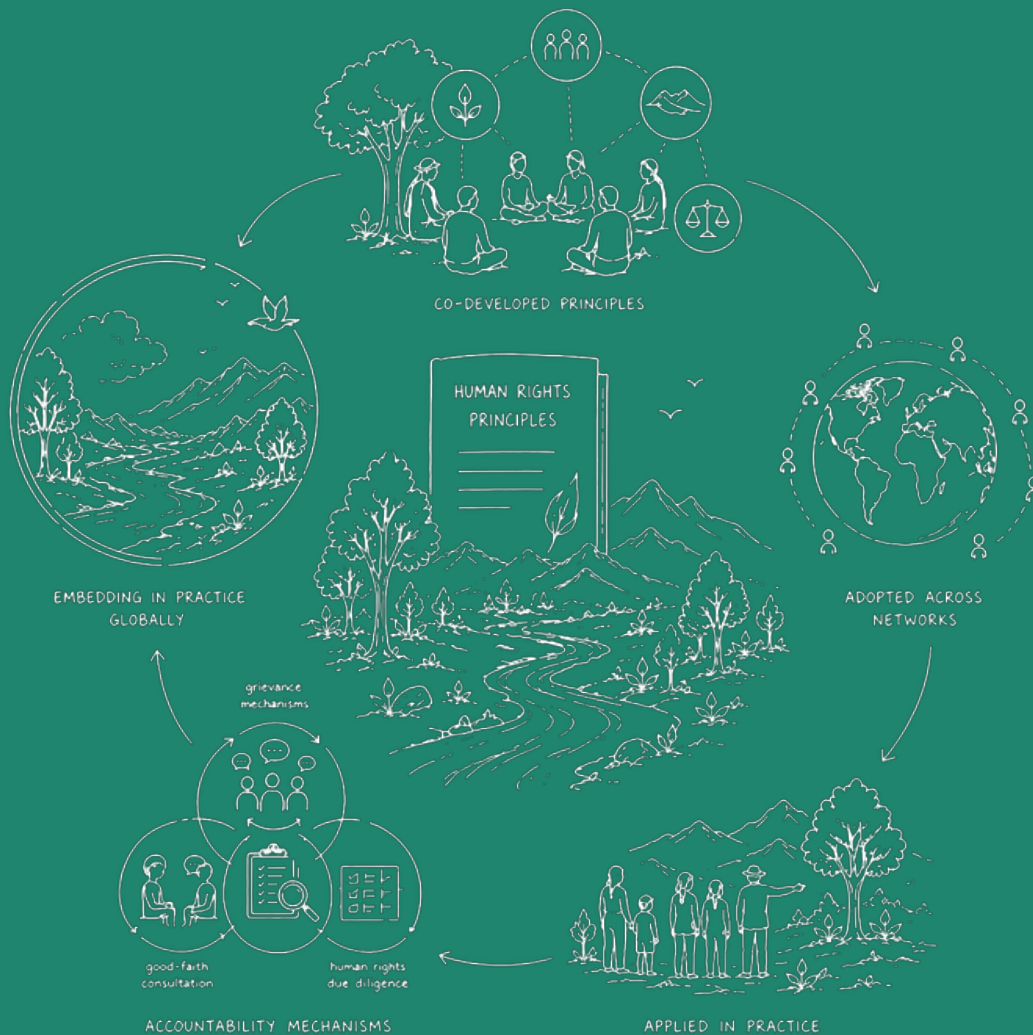 CO-DEVELOPED PRINCIPLES
HUMAN RIGHTS
PRINCIPLES
EMBEDDING IN PRACTICE
GLOBALLY
ADOPTED ACROSS
NETWORKS
grievance
mechanisms
good-faith
consultation
human rights
due diligence
ACCOUNTABILITY MECHANISMS
APPLIED IN PRACTICE